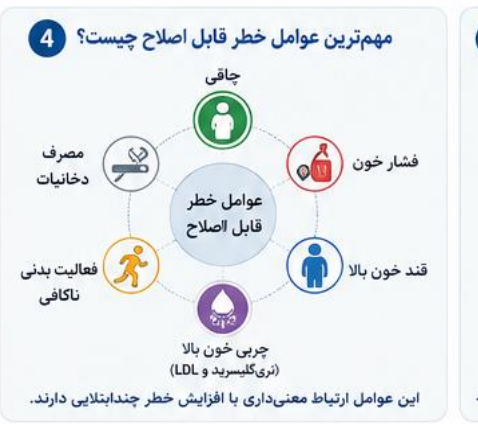 4
مهم‌ترین عوامل خطر قابل اصلاح چیست؟
چاقی
فشار خون
قند خون بالا
چربی خون بالا
(تری‌گلیسرید و LDL)
فعالیت بدنی
ناکافی
مصرف
دخانیات
عوامل خطر
قابل اصلاح
این عوامل ارتباط معنی‌داری با افزایش خطر چندابتلایی دارند.